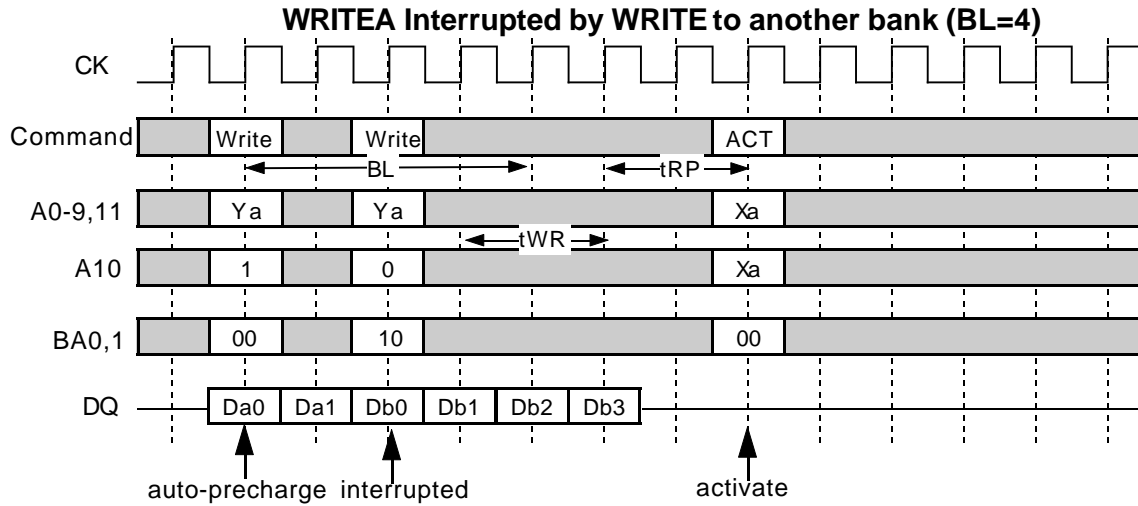 WRITEA Interrupted by WRITE to another bank (BL=4)
CK
Command Write Write ACT
BL tRP
A0-9,11 Ya Ya Xa
tWR
A10 1 0 Xa
BA0,1 00 10 00
DQ Da0 Da1 Db0 Db1 Db2 Db3
auto-precharge interrupted activate